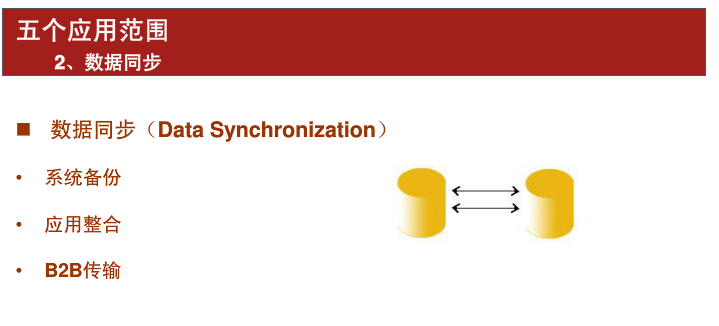 五个应用范围
2、数据同步
■ 数据同步（Data Synchronization）
• 系统备份
• 应用整合
• B2B传输